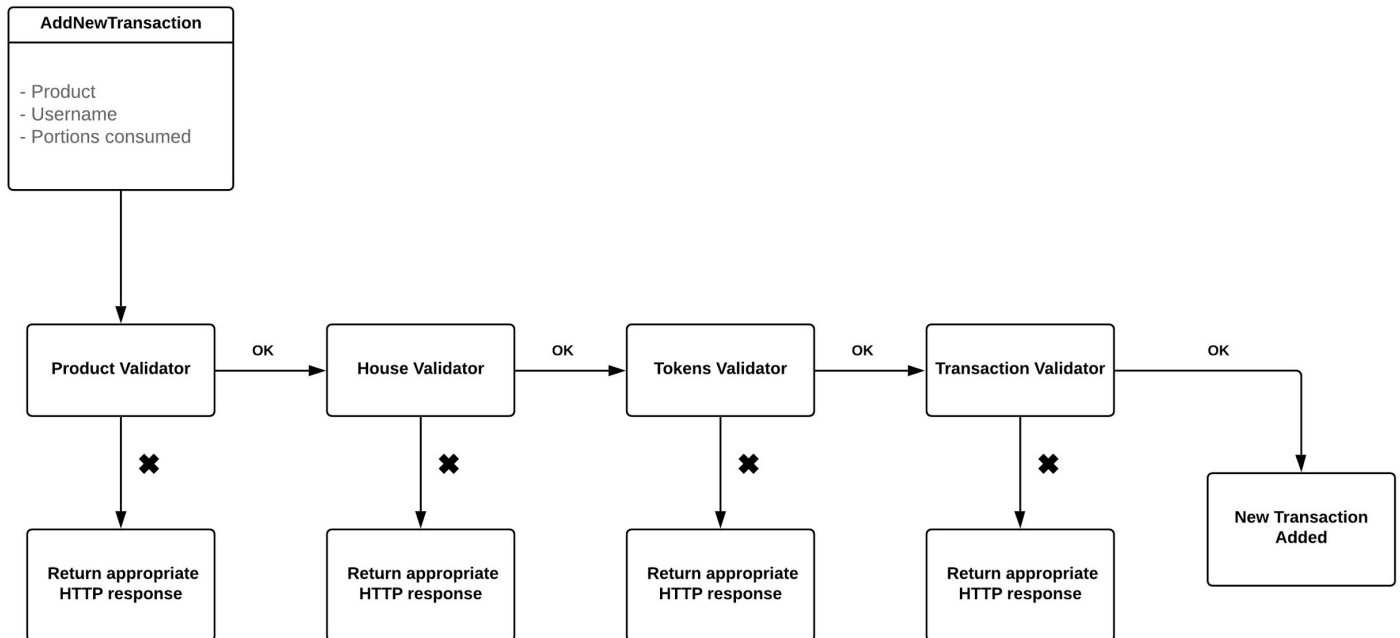 AddNewTransaction
- Product
- Username
- Portions consumed
Product Validator
OK
House Validator
OK
Tokens Validator
OK
Transaction Validator
OK
Return appropriate
HTTP response
Return appropriate
HTTP response
Return appropriate
HTTP response
Return appropriate
HTTP response
New Transaction
Added